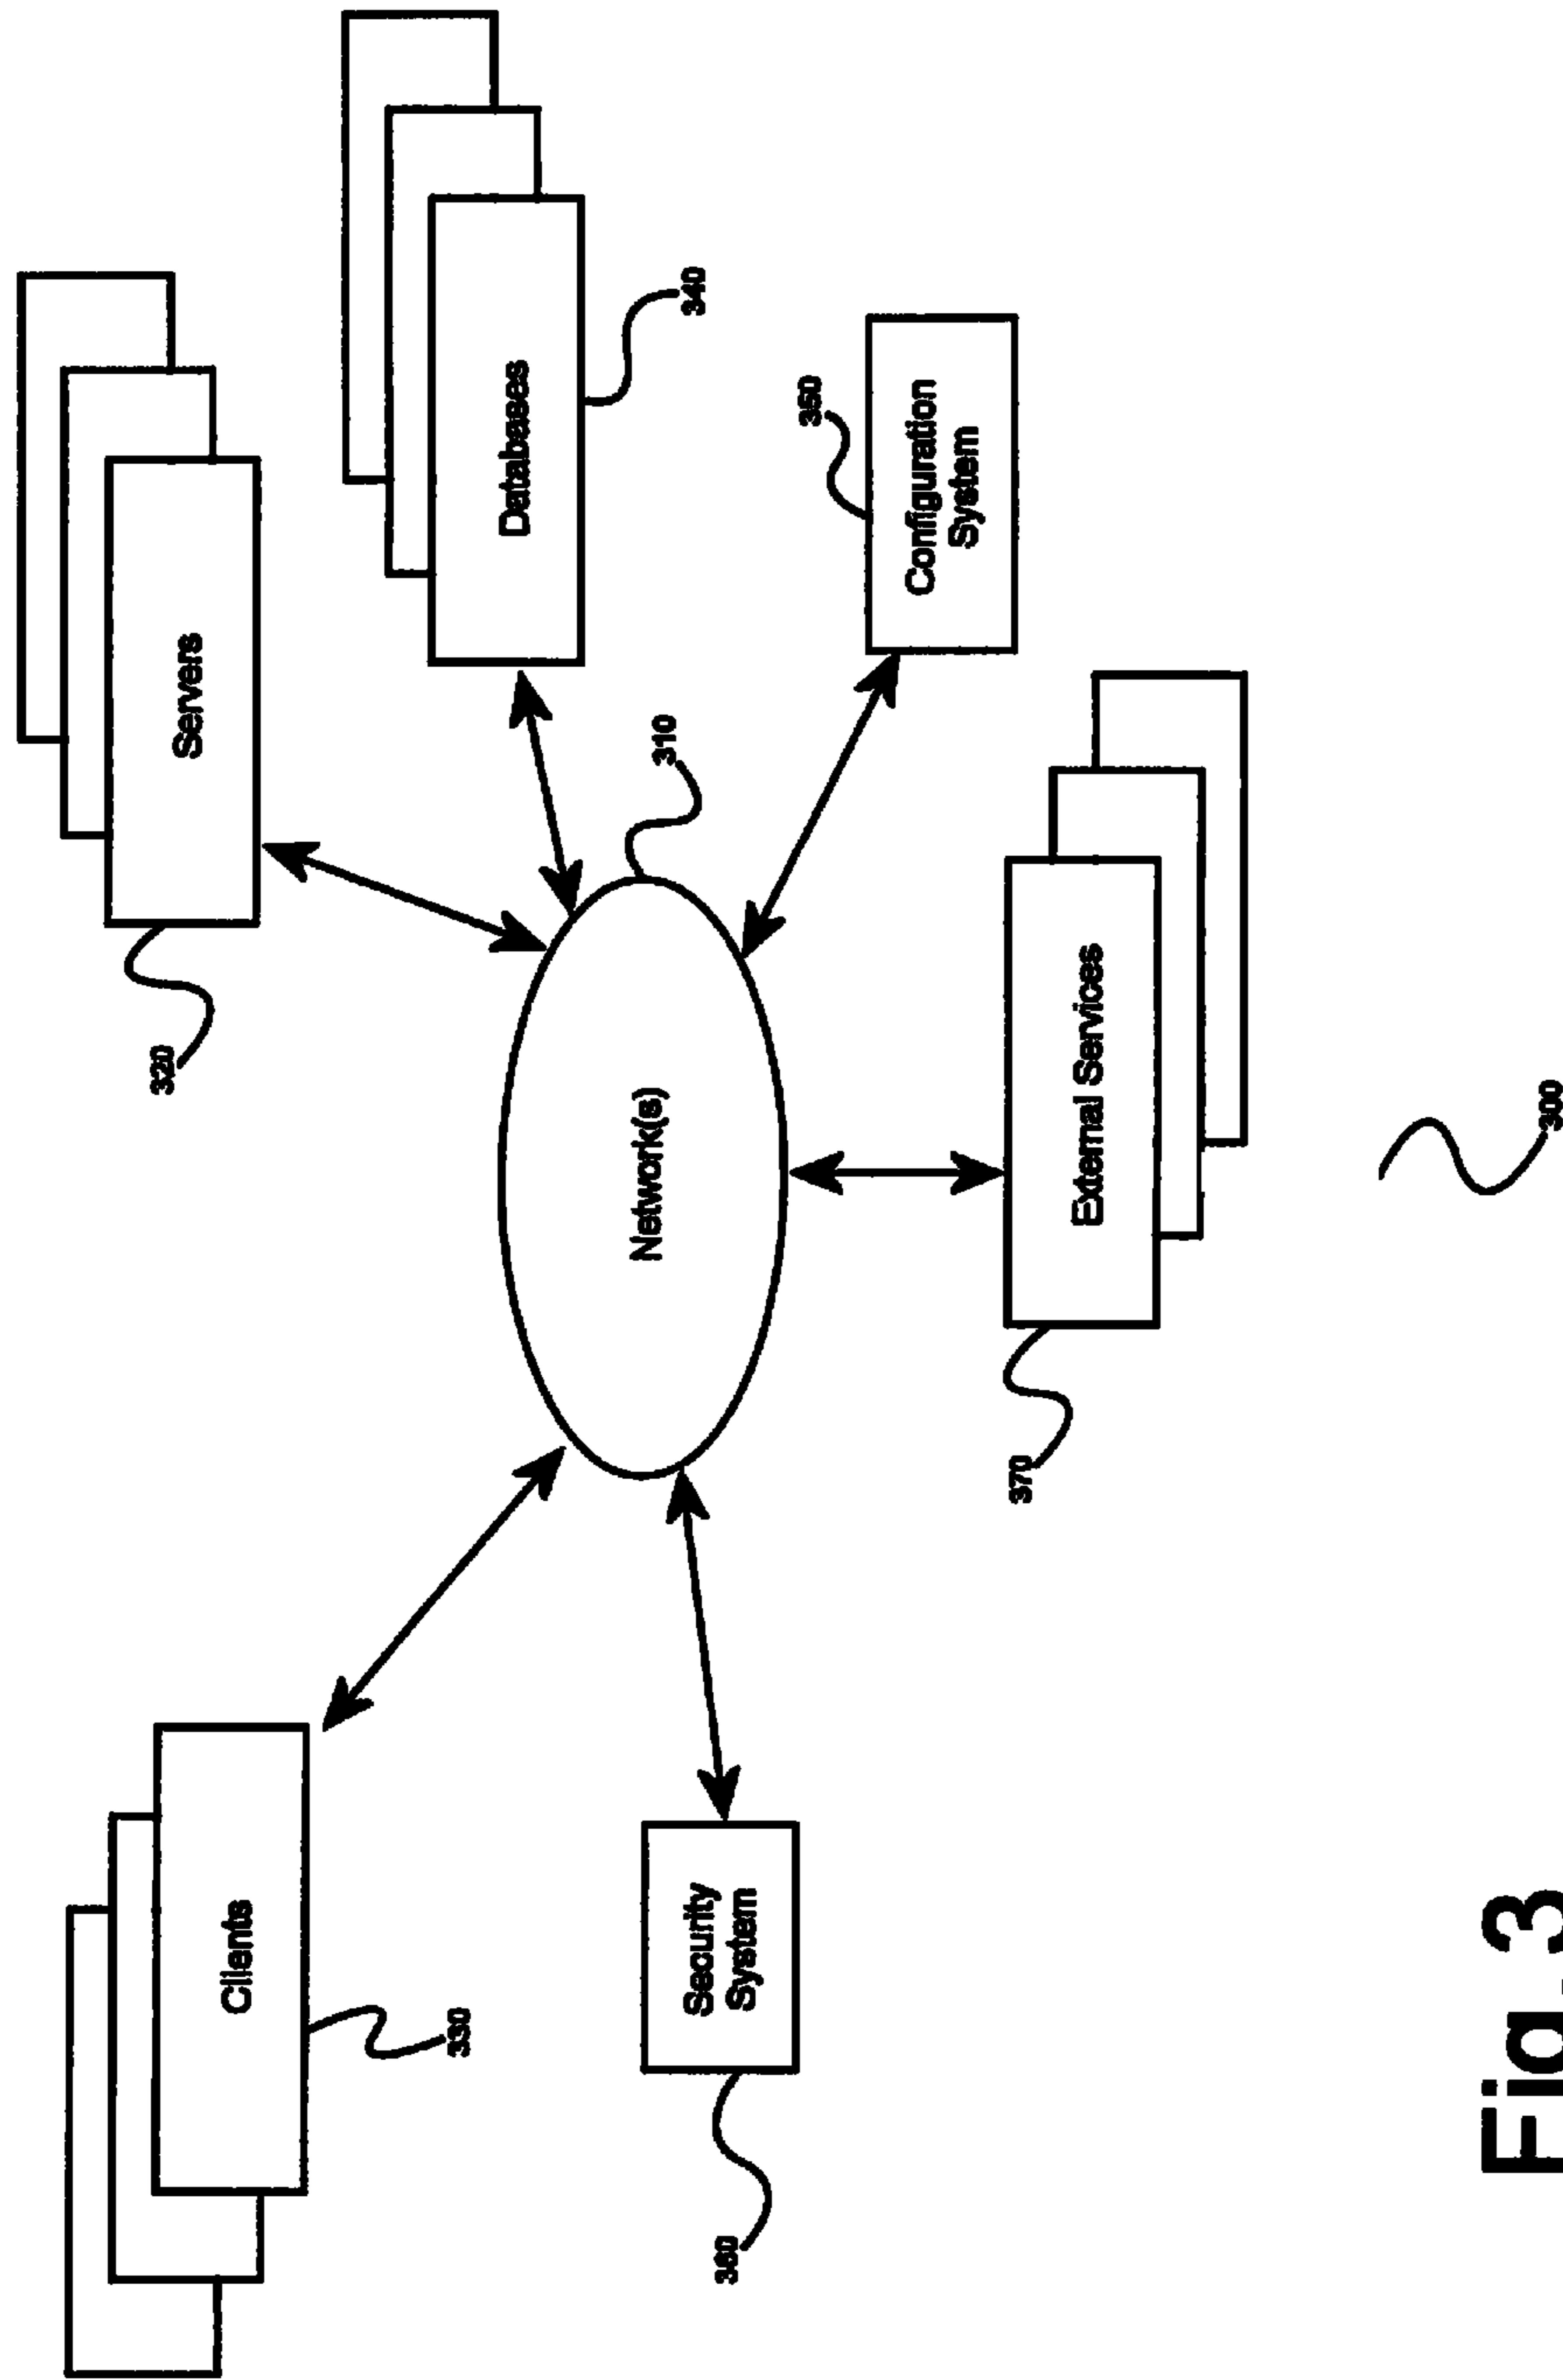 320
Servers
Clients
330
Databases
Network(s)
310
340
Security
System
360
350
Configuration
System
370
External Services
300
Fig. 3